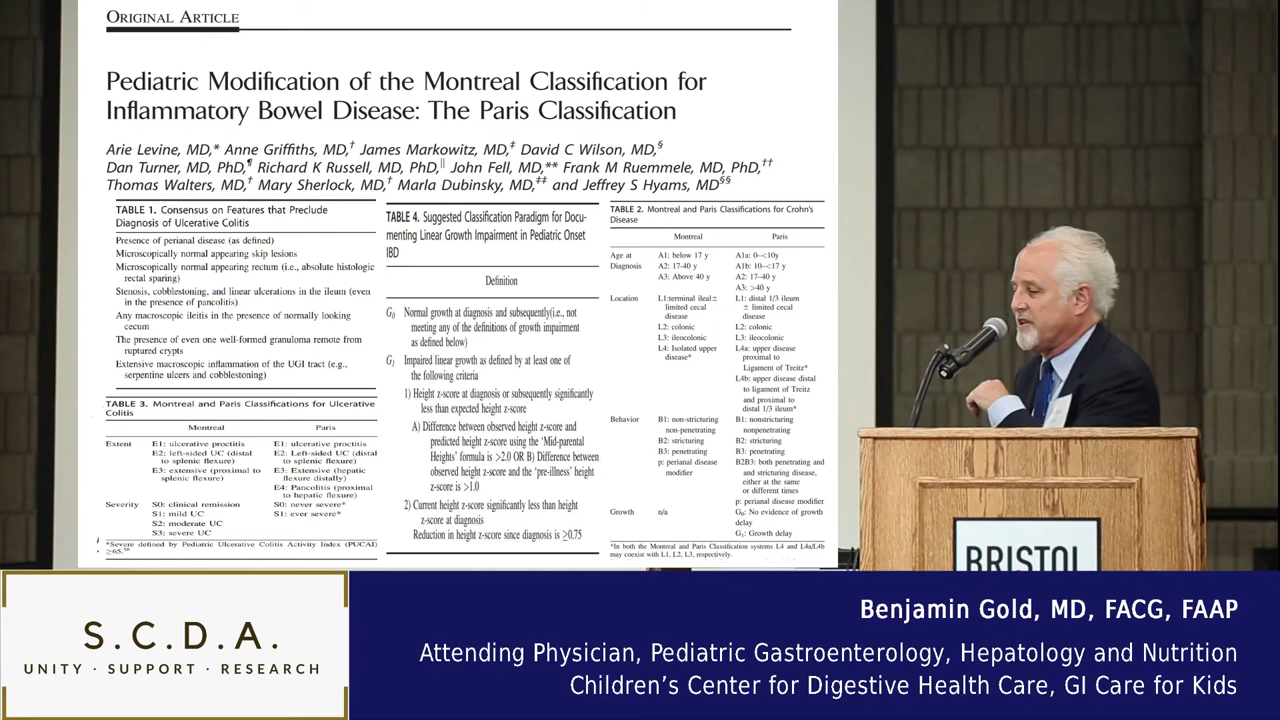 ORIGINAL ARTICLE
Pediatric Modification of the Montreal Classification for
Inflammatory Bowel Disease: The Paris Classification
Arie Levine, MD,* Anne Griffiths, MD,† James Markowitz, MD,‡ David C Wilson, MD,§
Dan Turner, MD, PhD,¶ Richard K Russell, MD, PhD,|| John Fell, MD,** Frank M Ruemmele, MD, PhD,††
Thomas Walters, MD,† Mary Sherlock, MD,† Marla Dubinsky, MD,‡‡ and Jeffrey S Hyams, MD§§
TABLE 1. Consensus on Features that Preclude
Diagnosis of Ulcerative Colitis
Presence of perianal disease (as defined)
Microscopically normal appearing skip lesions
Microscopically normal appearing rectum (i.e., absolute histologic
rectal sparing)
Stenosis, cobblestoning, and linear ulcerations in the ileum (even
in the presence of pancolitis)
Any macroscopic ileitis in the presence of normally looking
cecum
The presence of even one well-formed granuloma remote from
ruptured crypts
Extensive macroscopic inflammation of the UGI tract (e.g.,
serpentine ulcers and cobblestoning)
TABLE 3. Montreal and Paris Classifications for Ulcerative
Colitis
Montreal Paris
Extent E1: ulcerative proctitis E1: ulcerative proctitis
E2: left-sided UC (distal E2: Left-sided UC (distal
to splenic flexure) to splenic flexure)
E3: extensive (proximal to E3: Extensive (hepatic
splenic flexure) flexure distally)
E4: Pancolitis (proximal
to hepatic flexure)
Severity S0: clinical remission S0: never severe*
S1: mild UC S1: ever severe*
S2: moderate UC
S3: severe UC
*Severe defined by Pediatric Ulcerative Colitis Activity Index (PUCAI)
≥65.
TABLE 4. Suggested Classification Paradigm for Docu-
menting Linear Growth Impairment in Pediatric Onset
IBD
Definition
G0 Normal growth at diagnosis and subsequently(i.e., not
meeting any of the definitions of growth impairment
as defined below)
G1 Impaired linear growth as defined by at least one of
the following criteria
1) Height z-score at diagnosis or subsequently significantly
less than expected height z-score
A) Difference between observed height z-score and
predicted height z-score using the 'Mid-parental
Heights' formula is >2.0 OR B) Difference between
observed height z-score and the 'pre-illness' height
z-score is >1.0
2) Current height z-score significantly less than height
z-score at diagnosis
Reduction in height z-score since diagnosis is ≥0.75
TABLE 2. Montreal and Paris Classifications for Crohn's
Disease
Montreal Paris
Age at A1: below 17 y A1a: 0–<10y
Diagnosis A2: 17-40 y A1b: 10–<17 y
A3: Above 40 y A2: 17–40 y
A3: >40 y
Location L1:terminal ileal± L1: distal 1/3 ileum
limited cecal ± limited cecal
disease disease
L2: colonic L2: colonic
L3: ileocolonic L3: ileocolonic
L4: Isolated upper L4a: upper disease
disease* proximal to
Ligament of Treitz*
L4b: upper disease distal
to ligament of Treitz
and proximal to
distal 1/3 ileum*
Behavior B1: non-stricturing B1: nonstricturing
non-penetrating nonpenetrating
B2: stricturing B2: stricturing
B3: penetrating B3: penetrating
p: perianal disease B2B3: both penetrating and
modifier and stricturing disease,
either at the same
or different times
p: perianal disease modifier
Growth n/a G0: No evidence of growth
delay
G1: Growth delay
*In both the Montreal and Paris Classification systems L4 and L4a/L4b
may coexist with L1, L2, L3, respectively.
BRISTOL
S.C.D.A.
UNITY · SUPPORT · RESEARCH
Benjamin Gold, MD, FACG, FAAP
Attending Physician, Pediatric Gastroenterology, Hepatology and Nutrition
Children's Center for Digestive Health Care, GI Care for Kids